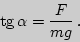 tg α = F/mg .